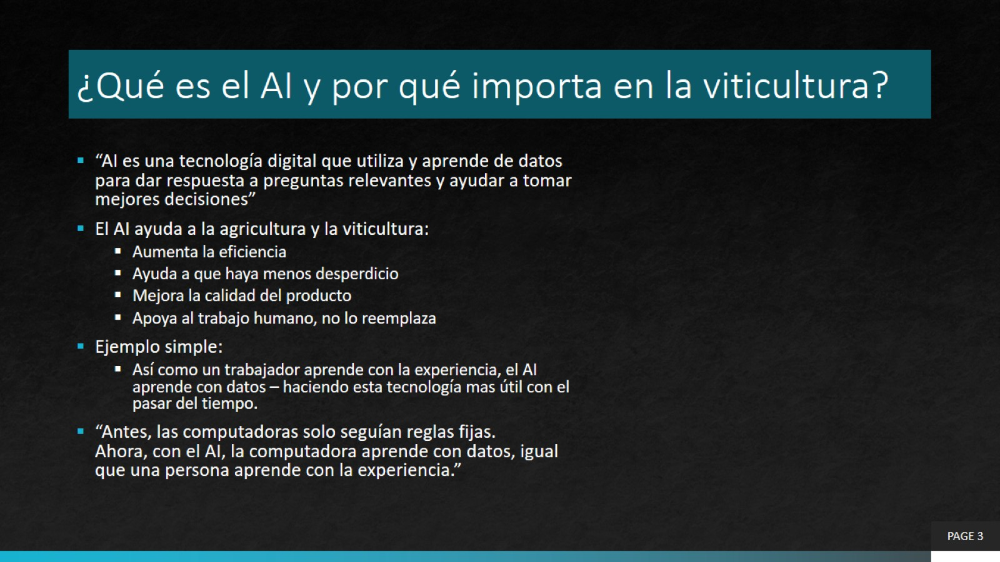 ¿Qué es el AI y por qué importa en la viticultura?
“AI es una tecnología digital que utiliza y aprende de datos
para dar respuesta a preguntas relevantes y ayudar a tomar
mejores decisiones”
El AI ayuda a la agricultura y la viticultura:
Aumenta la eficiencia
Ayuda a que haya menos desperdicio
Mejora la calidad del producto
Apoya al trabajo humano, no lo reemplaza
Ejemplo simple:
Así como un trabajador aprende con la experiencia, el AI
aprende con datos – haciendo esta tecnología mas útil con el
pasar del tiempo.
“Antes, las computadoras solo seguían reglas fijas.
Ahora, con el AI, la computadora aprende con datos, igual
que una persona aprende con la experiencia.”
PAGE 3